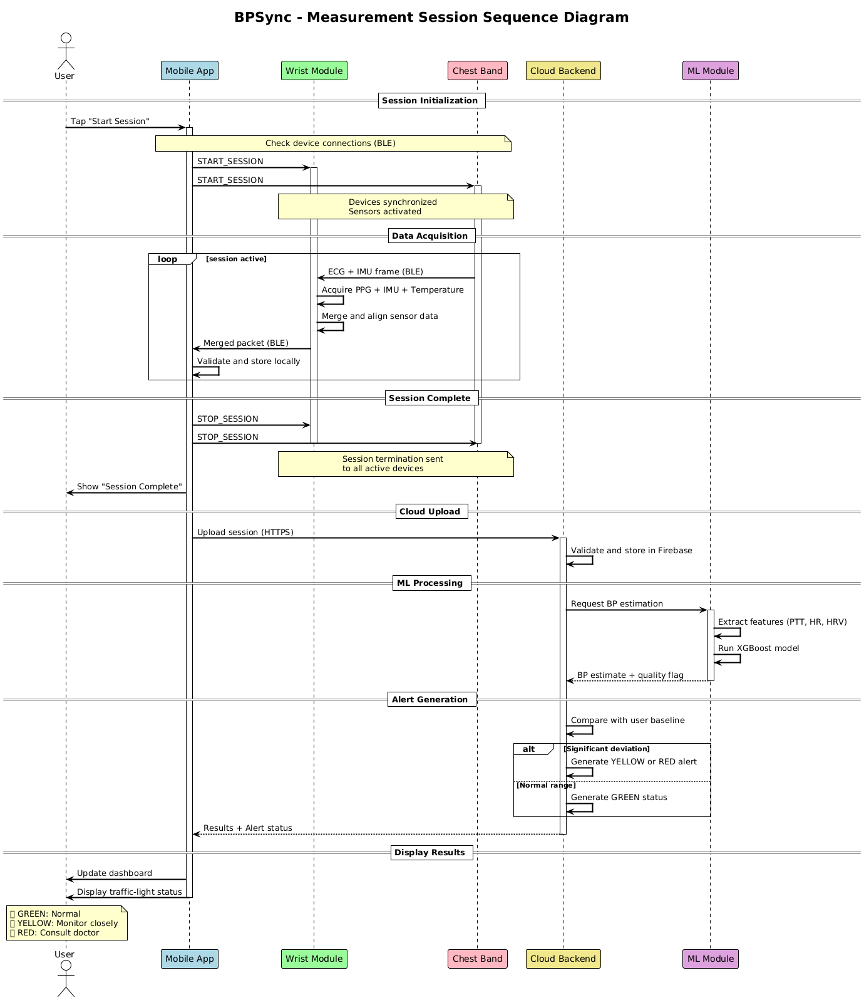 BPSync - Measurement Session Sequence Diagram
User
Mobile App
Wrist Module
Chest Band
Cloud Backend
ML Module
Session Initialization
Tap "Start Session"
Check device connections (BLE)
START_SESSION
START_SESSION
Devices synchronized
Sensors activated
Data Acquisition
loop
[session active]
ECG + IMU frame (BLE)
Acquire PPG + IMU + Temperature
Merge and align sensor data
Merged packet (BLE)
Validate and store locally
Session Complete
STOP_SESSION
STOP_SESSION
Session termination sent
to all active devices
Show "Session Complete"
Cloud Upload
Upload session (HTTPS)
Validate and store in Firebase
ML Processing
Request BP estimation
Extract features (PTT, HR, HRV)
Run XGBoost model
BP estimate + quality flag
Alert Generation
Compare with user baseline
alt
[Significant deviation]
Generate YELLOW or RED alert
[Normal range]
Generate GREEN status
Results + Alert status
Display Results
Update dashboard
Display traffic-light status
GREEN: Normal
YELLOW: Monitor closely
RED: Consult doctor
User
Mobile App
Wrist Module
Chest Band
Cloud Backend
ML Module